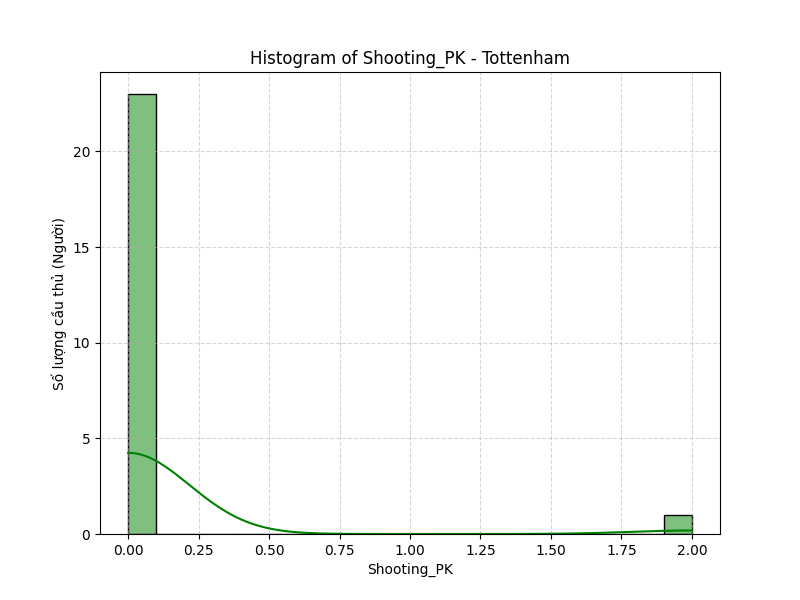 Histogram of Shooting_PK - Tottenham
Số lượng cầu thủ (Người)
20
15
10
5
0
0.00 0.25 0.50 0.75 1.00 1.25 1.50 1.75 2.00
Shooting_PK